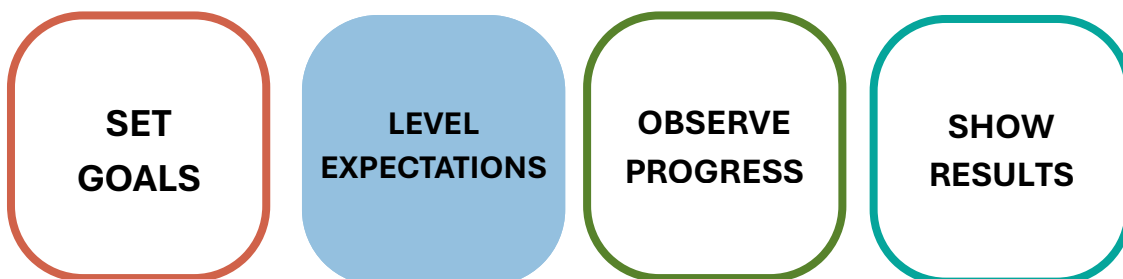 SET
GOALS
LEVEL
EXPECTATIONS
OBSERVE
PROGRESS
SHOW
RESULTS